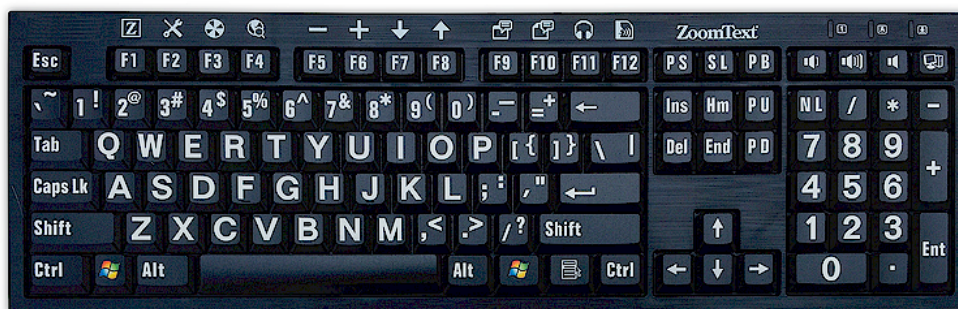 Z ZoomText 1 A
Esc F1 F2 F3 F4 F5 F6 F7 F8 F9 F10 F11 F12 PS SL PB
` ~ 1 ! 2 @ 3 # 4 $ 5 % 6 ^ 7 & 8 * 9 ( 0 ) - _ = + ← Ins Hm PU NL / * -
Tab Q W E R T Y U I O P [ { ] } \ | Del End PD 7 8 9 +
Caps Lk A S D F G H J K L ; : , " ↵ 4 5 6
Shift Z X C V B N M , < . > / ? Shift ↑ 1 2 3 Ent
Ctrl Alt Alt Ctrl ← ↓ → 0 .